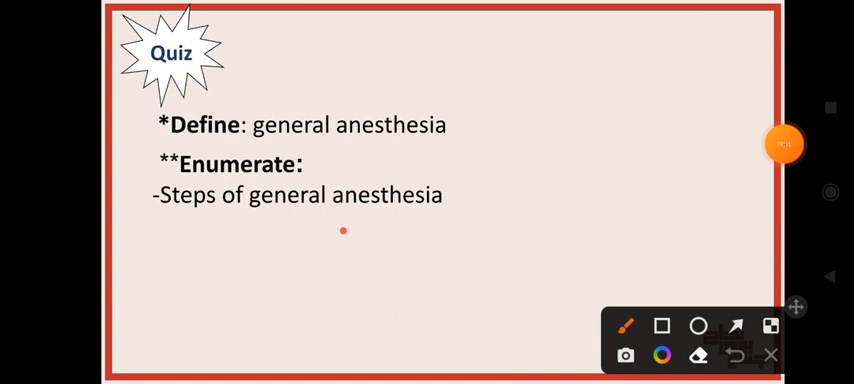 Quiz
*Define: general anesthesia
**Enumerate:
-Steps of general anesthesia